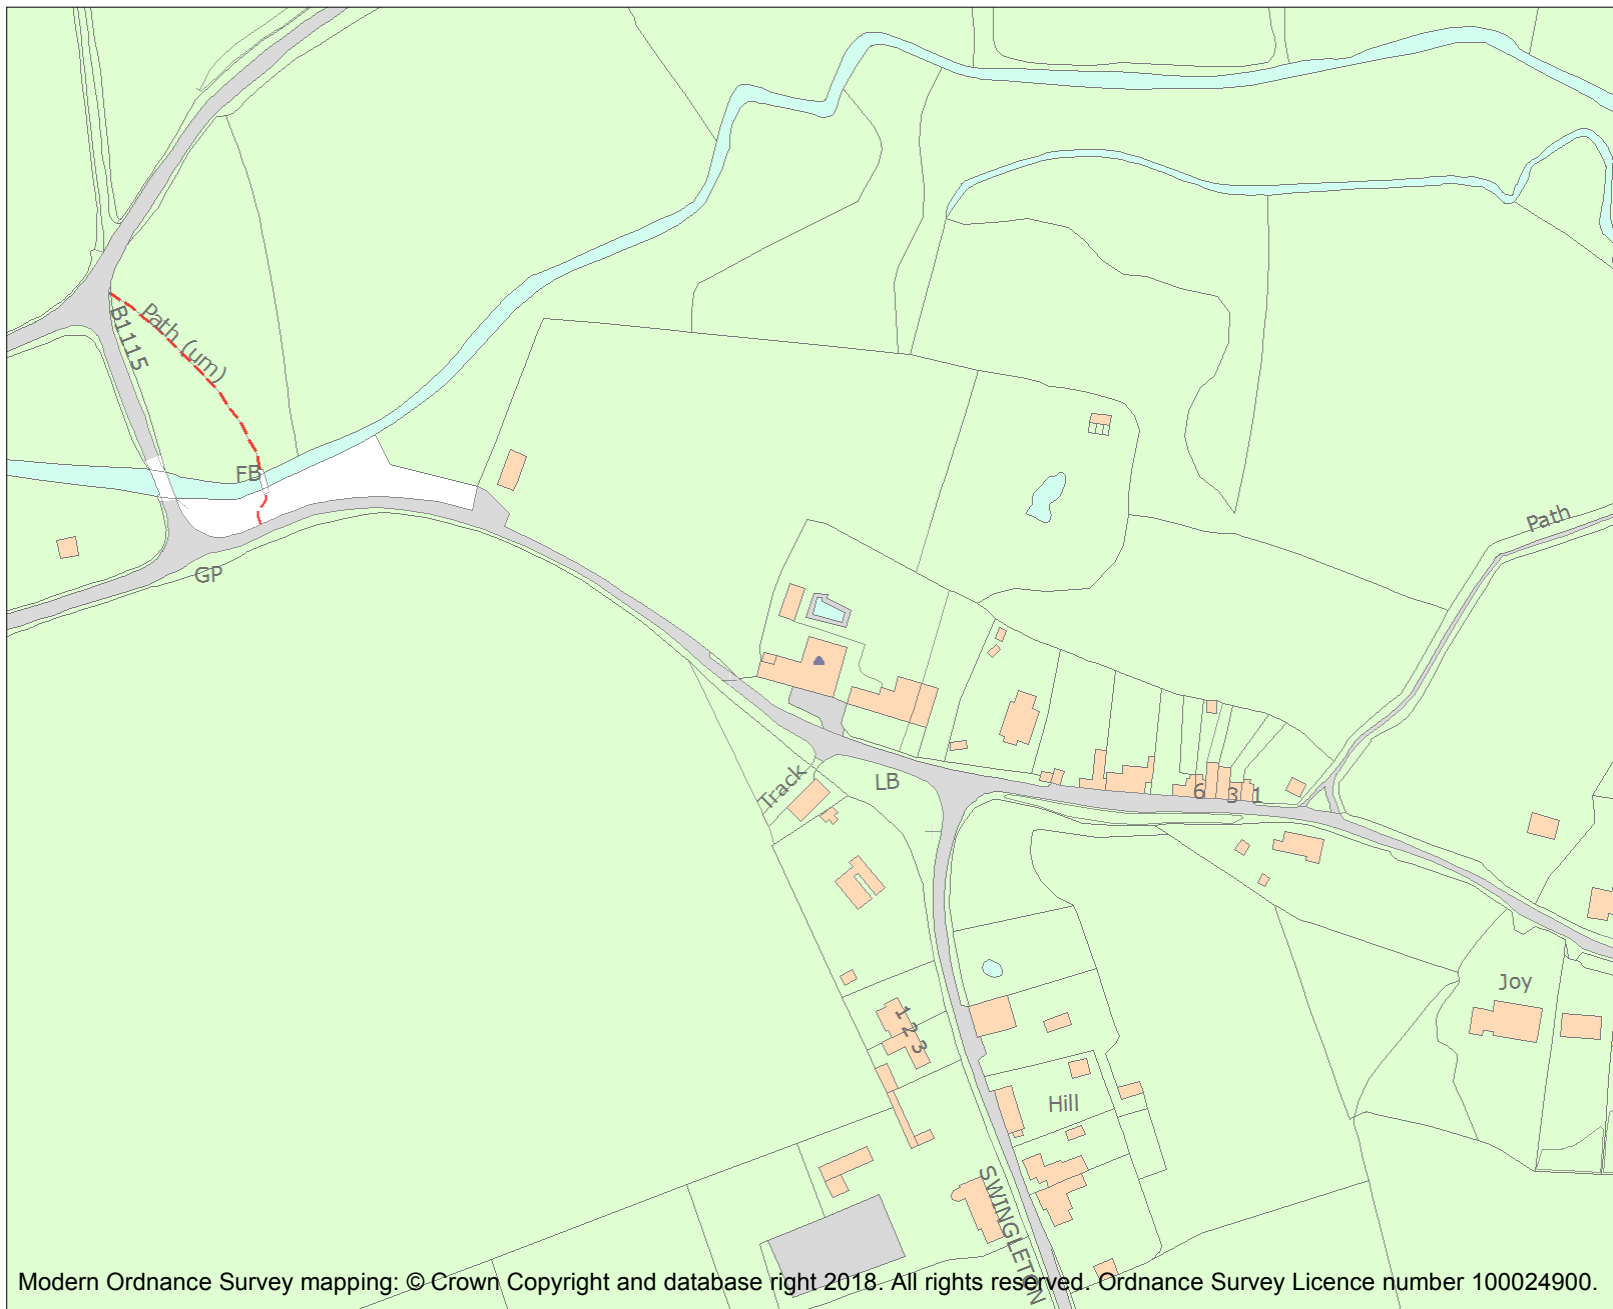 B1115
Path (um)
FB
GP
Path
Track
LB
6
3
1
Joy
1
2
3
Hill
SWINGLETON
Modern Ordnance Survey mapping: © Crown Copyright and database right 2018. All rights reserved. Ordnance Survey Licence number 100024900.